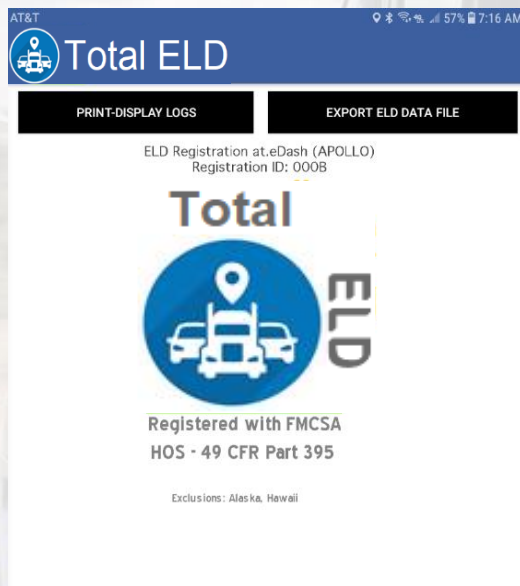 AT&T 57% 7:16 AM
Total ELD
PRINT-DISPLAY LOGS EXPORT ELD DATA FILE
ELD Registration at.eDash (APOLLO)
Registration ID: 000B
Total
ELD
Registered with FMCSA
HOS - 49 CFR Part 395
Exclusions: Alaska, Hawaii